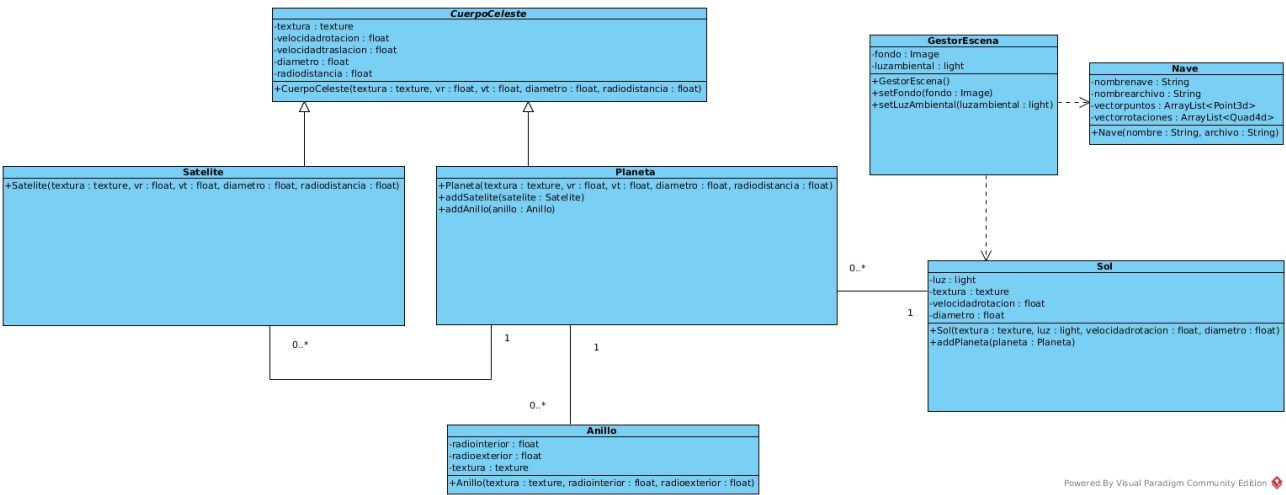 CuerpoCeleste
-textura : texture
-velocidadrotacion : float
-velocidadtraslacion : float
-diametro : float
-radiodistancia : float
+CuerpoCeleste(textura : texture, vr : float, vt : float, diametro : float, radiodistancia : float)
GestorEscena
-fondo : Image
-luzambiental : light
+GestorEscena()
+setFondo(fondo : Image)
+setLuzAmbiental(luzambiental : light)
Nave
-nombrenave : String
-nombrearchivo : String
-vectorpuntos : ArrayList<Point3d>
-vectorrotaciones : ArrayList<Quad4d>
+Nave(nombre : String, archivo : String)
Satelite
+Satelite(textura : texture, vr : float, vt : float, diametro : float, radiodistancia : float)
Planeta
+Planeta(textura : texture, vr : float, vt : float, diametro : float, radiodistancia : float)
+addSatelite(satelite : Satelite)
+addAnillo(anillo : Anillo)
0..*
1
Sol
-luz : light
-textura : texture
-velocidadrotacion : float
-diametro : float
+Sol(textura : texture, luz : light, velocidadrotacion : float, diametro : float)
+addPlaneta(planeta : Planeta)
0..*
1
1
0..*
Anillo
-radiointerior : float
-radioexterior : float
-textura : texture
+Anillo(textura : texture, radiointerior : float, radioexterior : float)
Powered By Visual Paradigm Community Edition